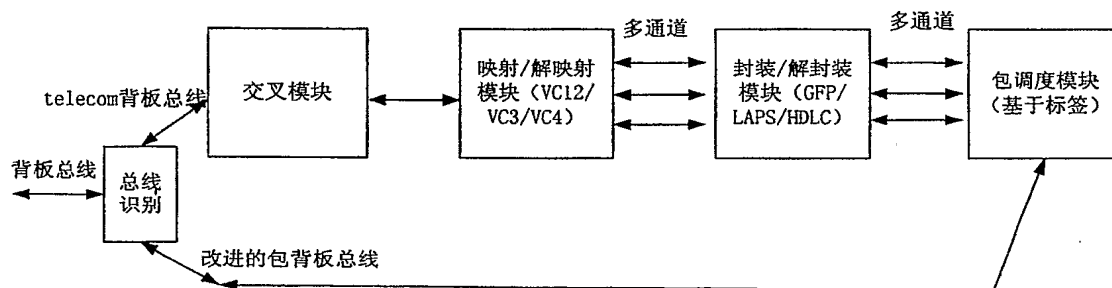 多通道
多通道
telecom背板总线
交叉模块
映射/解映射
模块（VC12/
VC3/VC4）
封装/解封装
模块（GFP/
LAPS/HDLC）
包调度模块
（基于标签）
背板总线
总线
识别
改进的包背板总线